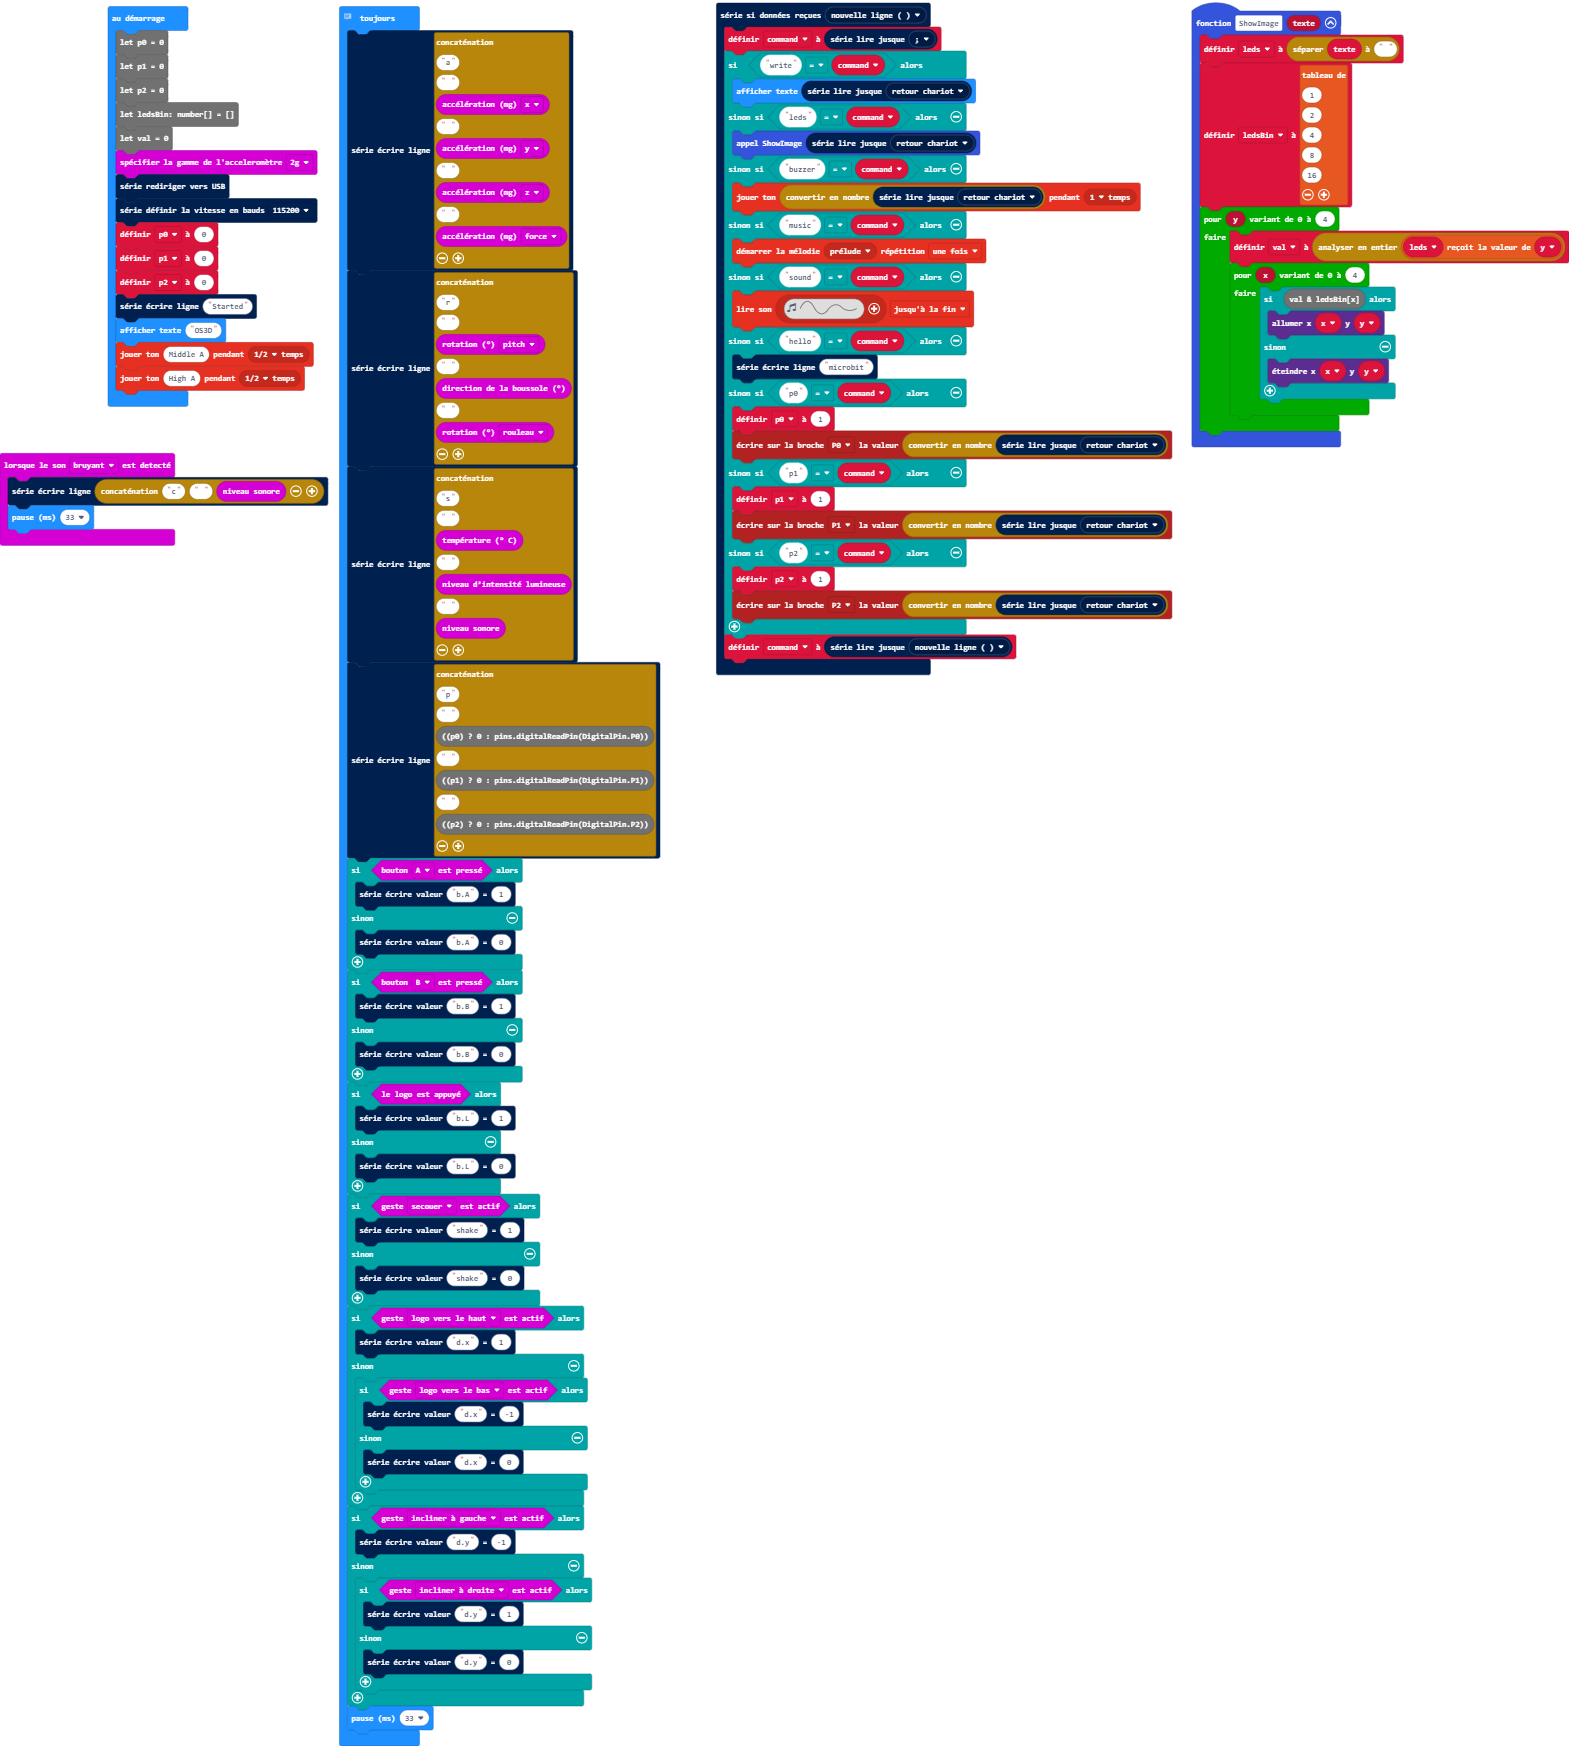 au démarrage
let p0 = 0
let p1 = 0
let p2 = 0
let ledsBin: number[] = []
let val = 0
spécifier la gamme de l'acceleromètre 2g
série rediriger vers USB
série définir la vitesse en bauds 115200
définir p0 à 0
définir p1 à 0
définir p2 à 0
série écrire ligne "Started"
afficher texte "OS3D"
jouer ton Middle A pendant 1/2 temps
jouer ton High A pendant 1/2 temps
lorsque le son bruyant est detecté
série écrire ligne concaténation "c" " " niveau sonore
pause (ms) 33
toujours
série écrire ligne
concaténation
"a"
" "
accélération (mg) x
" "
accélération (mg) y
" "
accélération (mg) z
" "
accélération (mg) force
série écrire ligne
concaténation
"r"
" "
rotation (°) pitch
" "
direction de la boussole (°)
" "
rotation (°) rouleau
série écrire ligne
concaténation
"s"
" "
température (° C)
" "
niveau d'intensité lumineuse
" "
niveau sonore
série écrire ligne
concaténation
"p"
" "
((p0) ? 0 : pins.digitalReadPin(DigitalPin.P0))
" "
((p1) ? 0 : pins.digitalReadPin(DigitalPin.P1))
" "
((p2) ? 0 : pins.digitalReadPin(DigitalPin.P2))
si bouton A est pressé alors
série écrire valeur "b.A" = 1
sinon
série écrire valeur "b.A" = 0
si bouton B est pressé alors
série écrire valeur "b.B" = 1
sinon
série écrire valeur "b.B" = 0
si le logo est appuyé alors
série écrire valeur "b.L" = 1
sinon
série écrire valeur "b.L" = 0
si geste secouer est actif alors
série écrire valeur "shake" = 1
sinon
série écrire valeur "shake" = 0
si geste logo vers le haut est actif alors
série écrire valeur "d.x" = 1
sinon
si geste logo vers le bas est actif alors
série écrire valeur "d.x" = -1
sinon
série écrire valeur "d.x" = 0
si geste incliner à gauche est actif alors
série écrire valeur "d.y" = -1
sinon
si geste incliner à droite est actif alors
série écrire valeur "d.y" = 1
sinon
série écrire valeur "d.y" = 0
pause (ms) 33
série si données reçues nouvelle ligne ( )
définir command à série lire jusque ;
si "write" = command alors
afficher texte série lire jusque retour chariot
sinon si "leds" = command alors
appel ShowImage série lire jusque retour chariot
sinon si "buzzer" = command alors
jouer ton convertir en nombre série lire jusque retour chariot pendant 1 temps
sinon si "music" = command alors
démarrer la mélodie prélude répétition une fois
sinon si "sound" = command alors
lire son jusqu'à la fin
sinon si "hello" = command alors
série écrire ligne "microbit"
sinon si "p0" = command alors
définir p0 à 1
écrire sur la broche P0 la valeur convertir en nombre série lire jusque retour chariot
sinon si "p1" = command alors
définir p1 à 1
écrire sur la broche P1 la valeur convertir en nombre série lire jusque retour chariot
sinon si "p2" = command alors
définir p2 à 1
écrire sur la broche P2 la valeur convertir en nombre série lire jusque retour chariot
définir command à série lire jusque nouvelle ligne ( )
fonction ShowImage texte
définir leds à séparer texte à " "
définir ledsBin à
tableau de
1
2
4
8
16
pour y variant de 0 à 4
faire
définir val à analyser en entier leds reçoit la valeur de y
pour x variant de 0 à 4
faire
si val & ledsBin[x] alors
allumer x x y y
sinon
éteindre x x y y